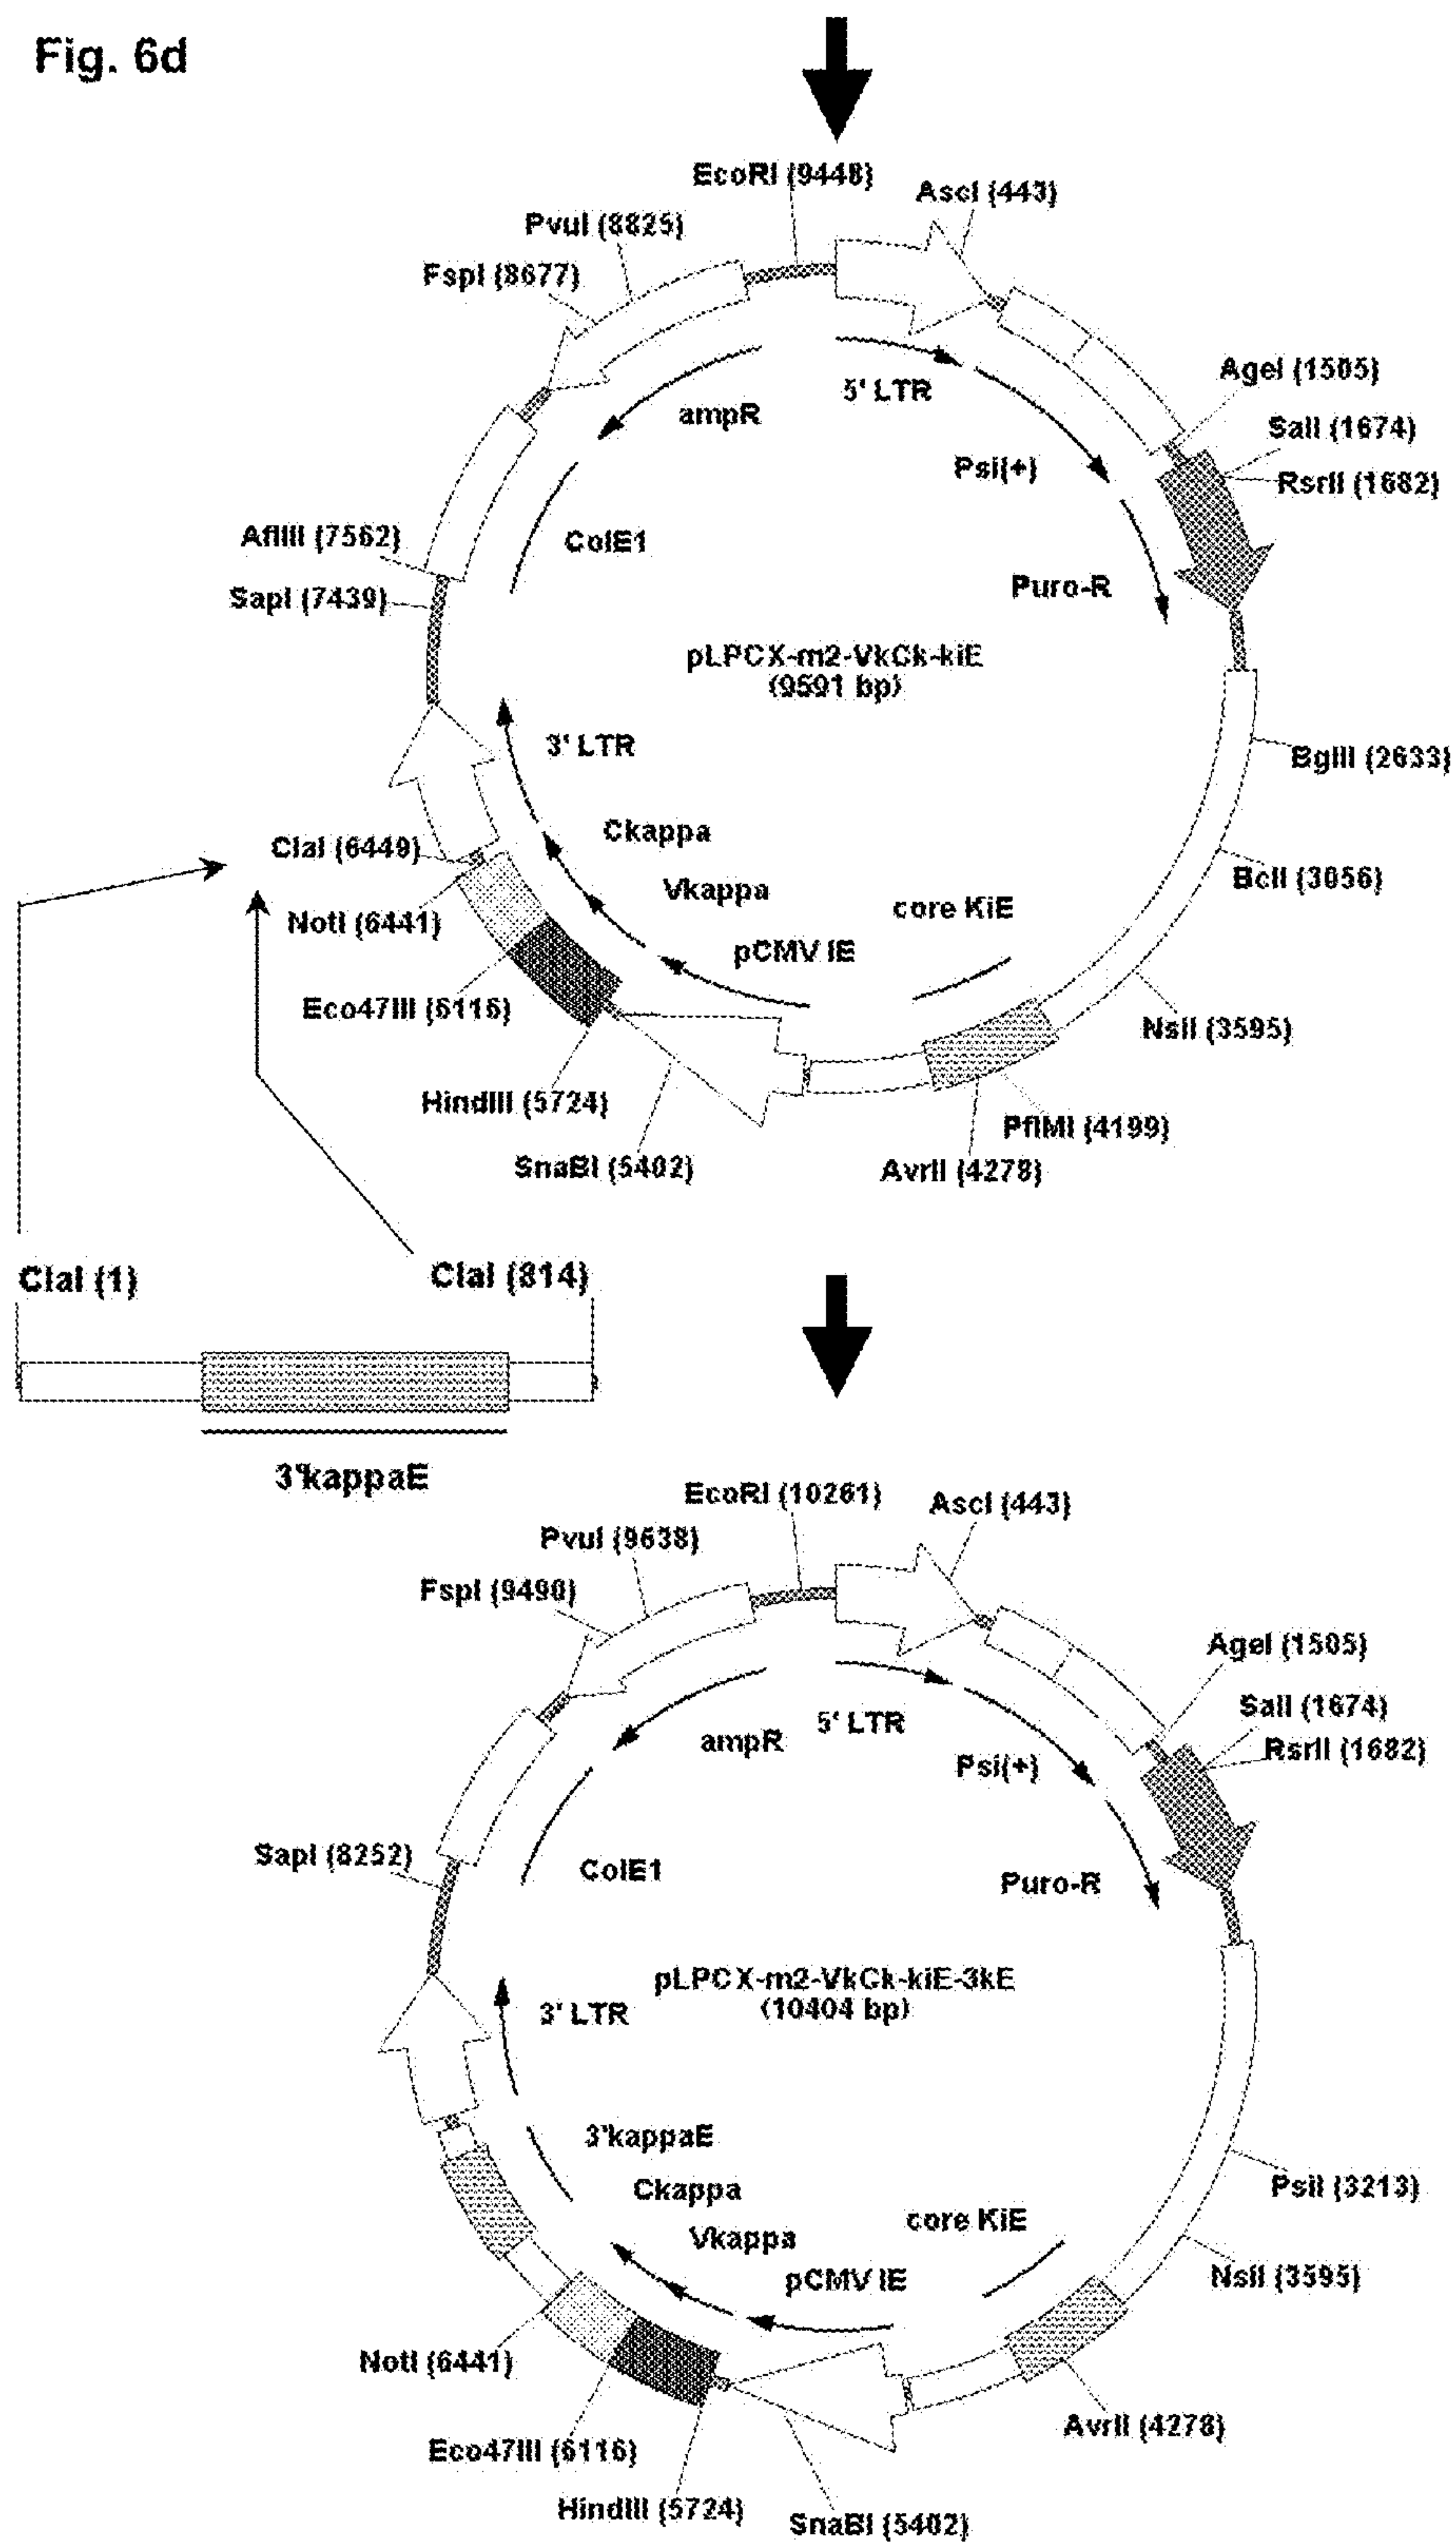 Fig. 6d
EcoRI (9448)
AscI (443)
PvuI (8825)
FspI (8677)
AgeI (1505)
SalI (1674)
RsrII (1682)
5' LTR
ampR
Psi(+)
AflIII (7562)
ColE1
SapI (7439)
Puro-R
pLPCX-m2-VkCk-kiE
(9591 bp)
3' LTR
BglII (2633)
Ckappa
ClaI (6449)
Vkappa
BclI (3056)
NotI (6441)
core KiE
pCMV IE
Eco47III (6116)
NsiI (3595)
HindIII (5724)
PflMI (4199)
SnaBI (5402)
AvrII (4278)
ClaI (1)
ClaI (814)
3'kappaE
EcoRI (10261)
AscI (443)
PvuI (9638)
FspI (9490)
AgeI (1505)
SalI (1674)
RsrII (1682)
5' LTR
ampR
Psi(+)
SapI (8252)
ColE1
Puro-R
pLPCX-m2-VkCk-kiE-3kE
(10404 bp)
3' LTR
3'kappaE
PsiI (3213)
Ckappa
core KiE
Vkappa
NsiI (3595)
pCMV IE
NotI (6441)
AvrII (4278)
Eco47III (6116)
HindIII (5724)
SnaBI (5402)